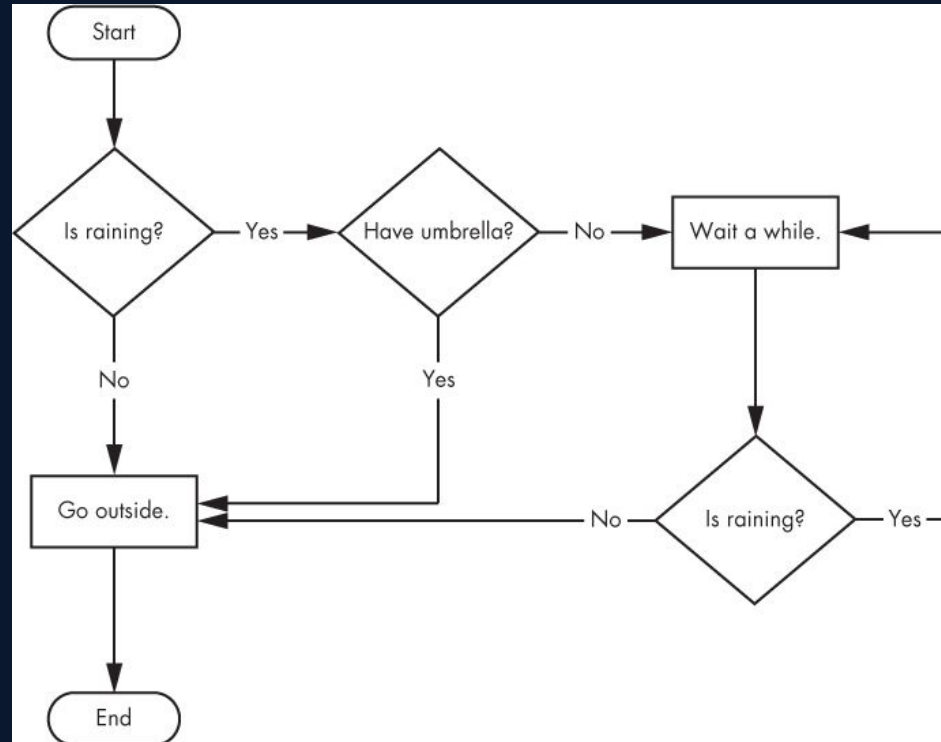 Start
Is raining?
Yes
Have umbrella?
No
Wait a while.
No
Yes
Go outside.
No
Is raining?
Yes
End